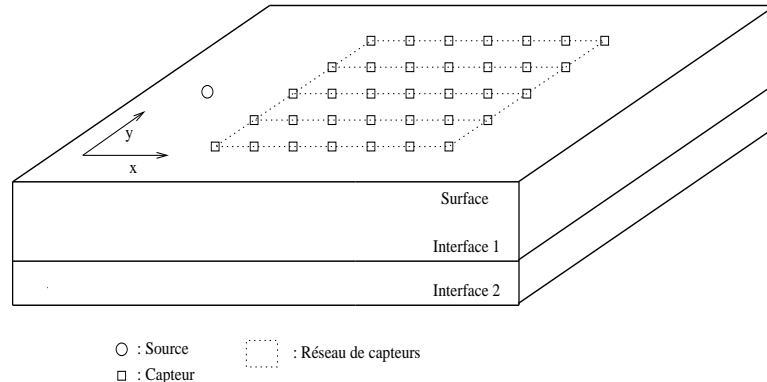 y
x
Surface
Interface 1
Interface 2
: Source
: Réseau de capteurs
: Capteur